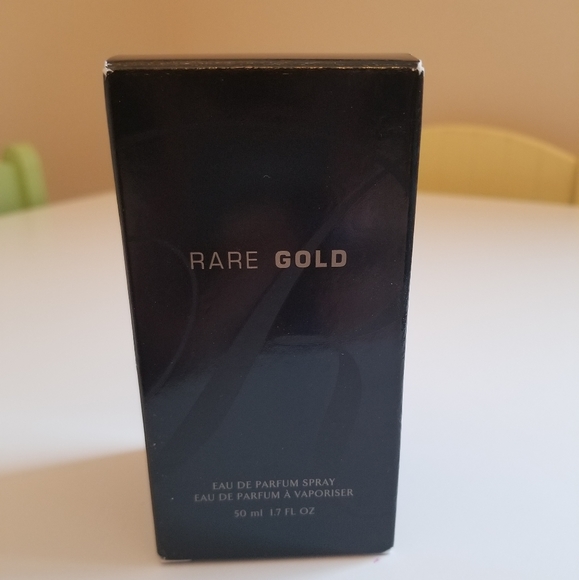 RARE GOLD
EAU DE PARFUM SPRAY
EAU DE PARFUM À VAPORISER
50 ml 1.7 FL OZ